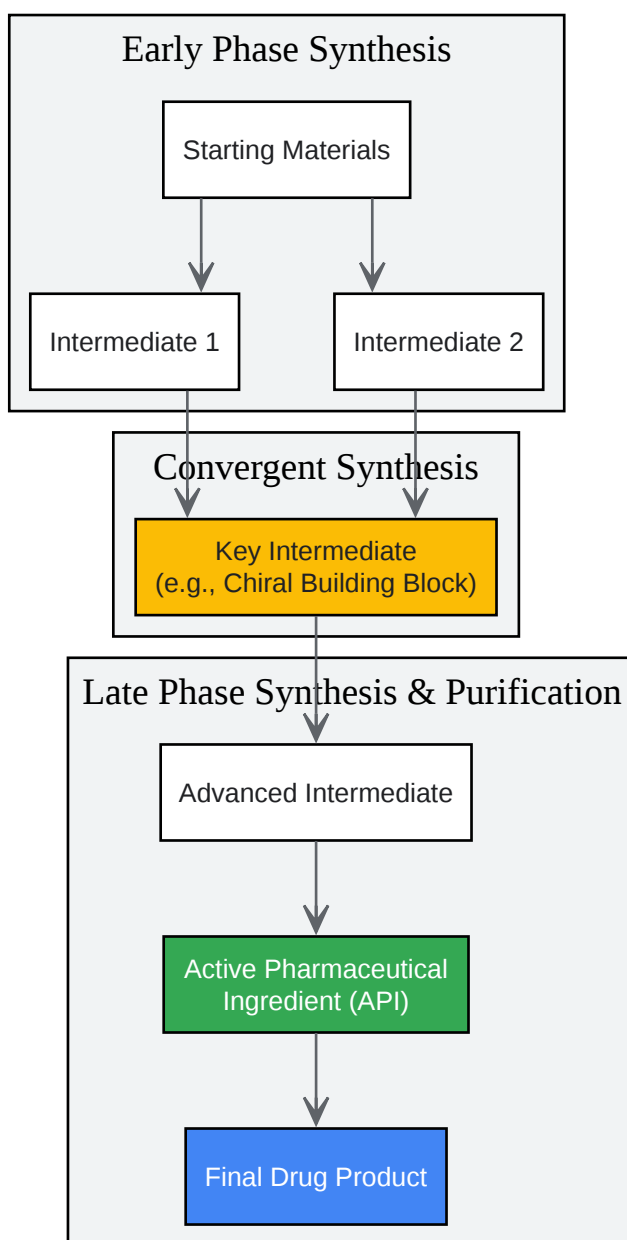 Early Phase Synthesis
Starting Materials
Intermediate 1
Intermediate 2
Convergent Synthesis
Key Intermediate
(e.g., Chiral Building Block)
Late Phase Synthesis & Purification
Advanced Intermediate
Active Pharmaceutical
Ingredient (API)
Final Drug Product